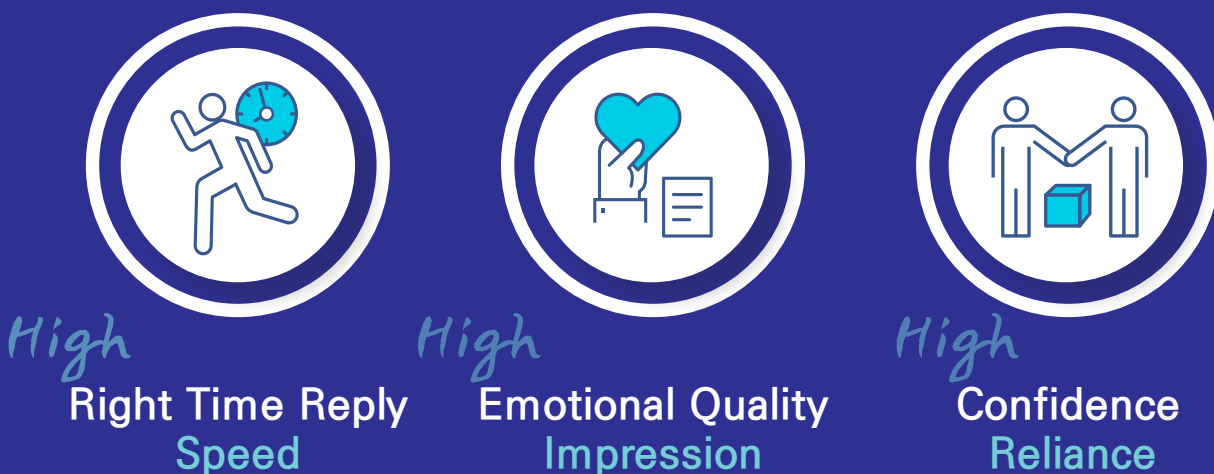 High
Right Time Reply
Speed
High
Emotional Quality
Impression
High
Confidence
Reliance